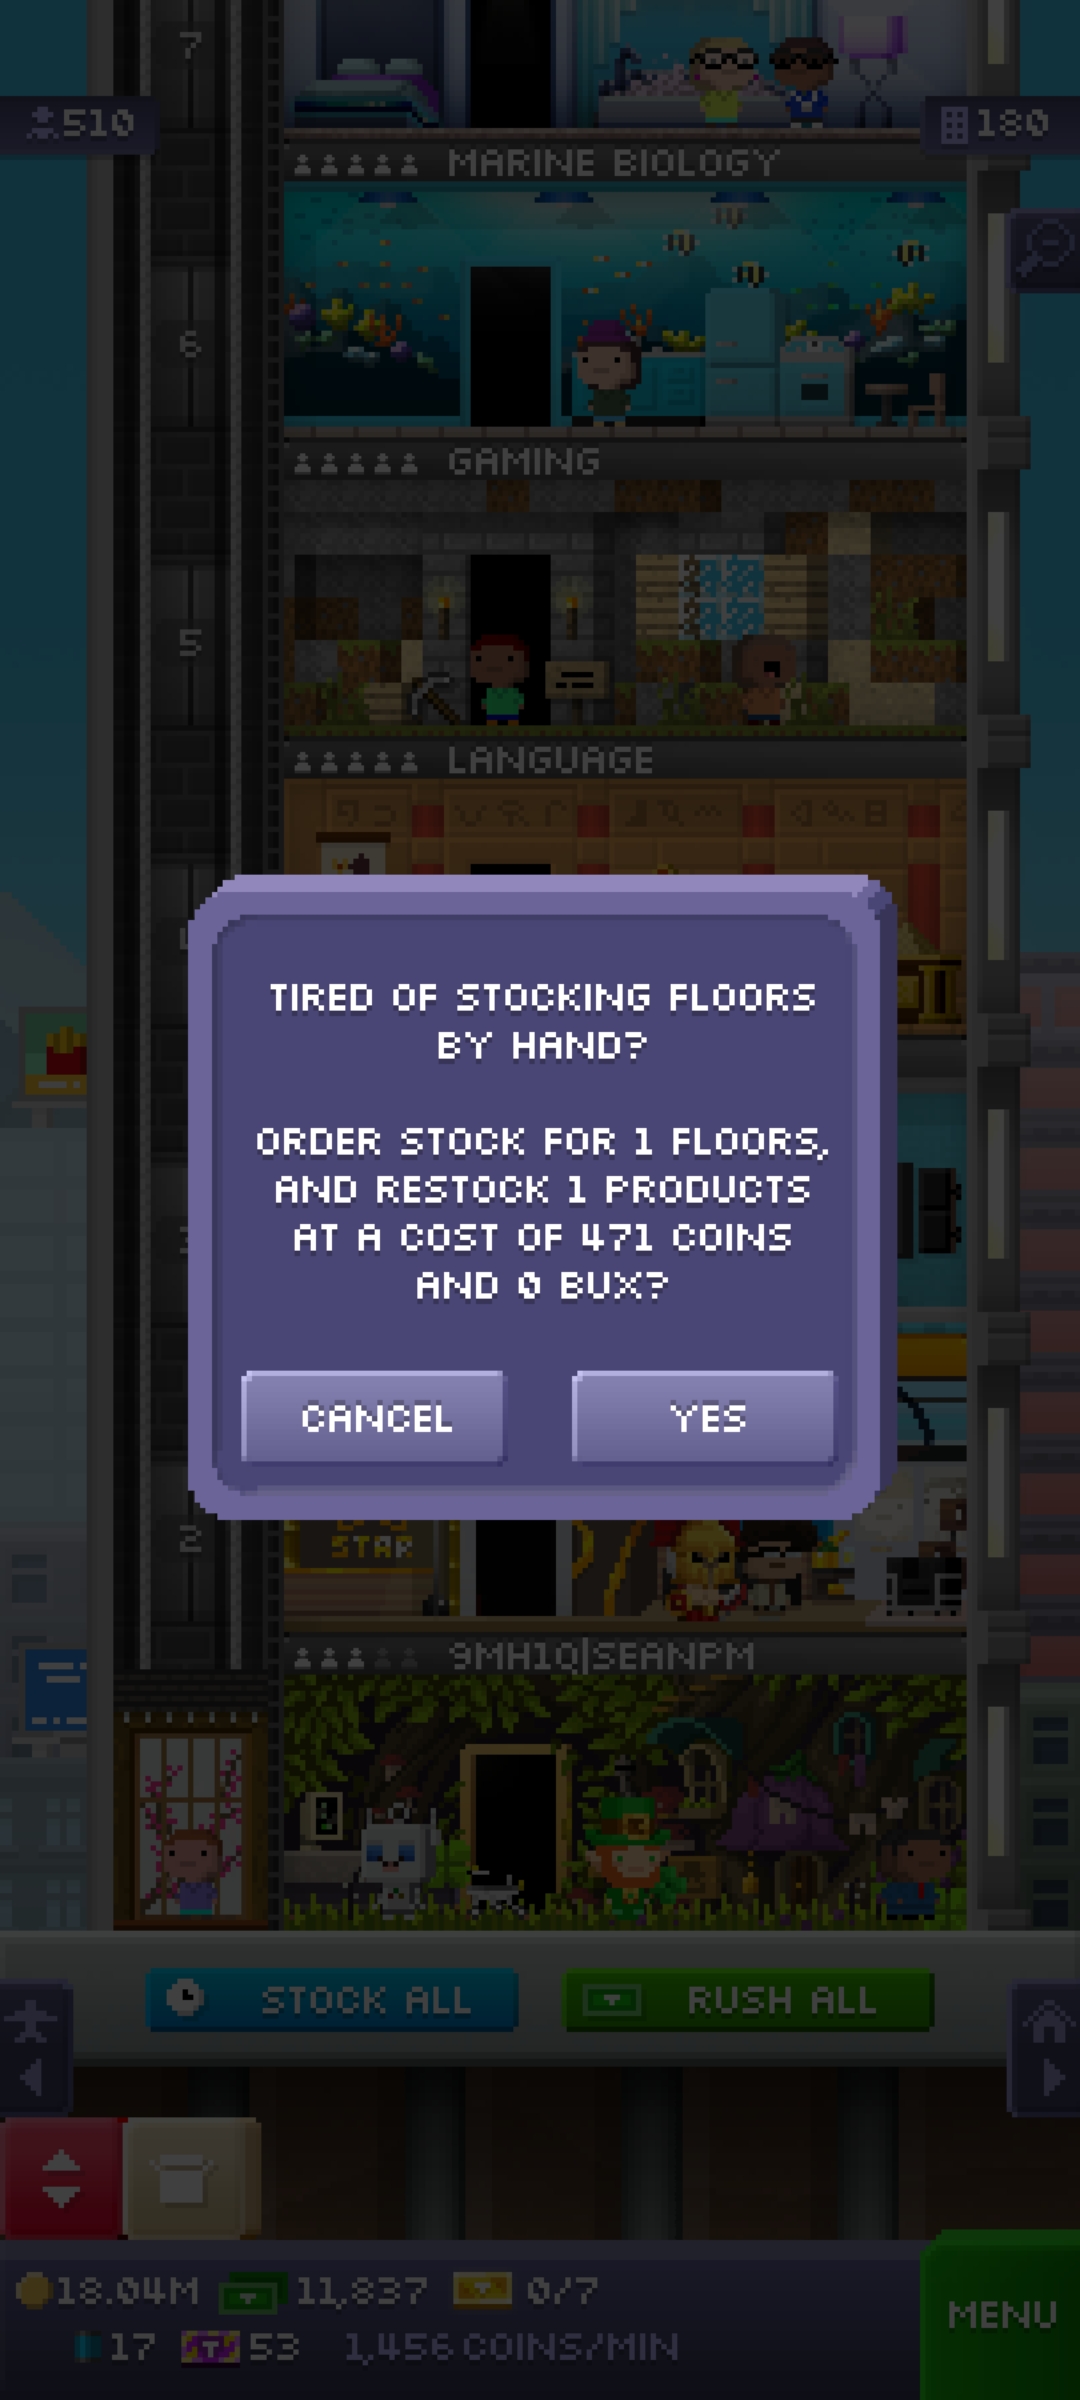 7
510
180
MARINE BIOLOGY
6
GAMING
5
LANGUAGE
TIRED OF STOCKING FLOORS
BY HAND?
ORDER STOCK FOR 1 FLOORS,
AND RESTOCK 1 PRODUCTS
AT A COST OF 471 COINS
AND 0 BUX?
CANCEL
YES
2
STAR
9MH1Q|SEANPM
STOCK ALL
RUSH ALL
18.04M
11,837
0/7
17
53
1,456 COINS/MIN
MENU